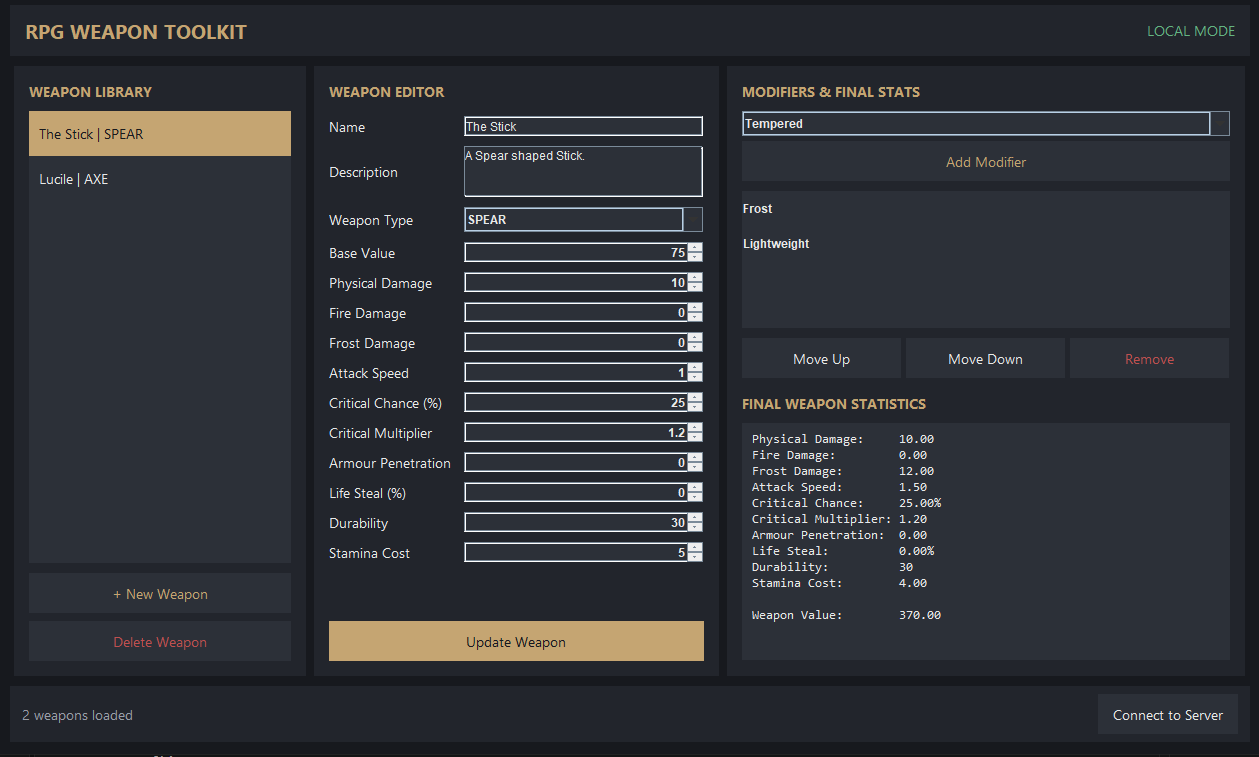 RPG WEAPON TOOLKIT
LOCAL MODE
WEAPON LIBRARY
The Stick | SPEAR
Lucile | AXE
+ New Weapon
Delete Weapon
WEAPON EDITOR
Name The Stick
Description A Spear shaped Stick.
Weapon Type SPEAR
Base Value 75
Physical Damage 10
Fire Damage 0
Frost Damage 0
Attack Speed 1
Critical Chance (%) 25
Critical Multiplier 1.2
Armour Penetration 0
Life Steal (%) 0
Durability 30
Stamina Cost 5
Update Weapon
MODIFIERS & FINAL STATS
Tempered
Add Modifier
Frost
Lightweight
Move Up Move Down Remove
FINAL WEAPON STATISTICS
Physical Damage: 10.00
Fire Damage: 0.00
Frost Damage: 12.00
Attack Speed: 1.50
Critical Chance: 25.00%
Critical Multiplier: 1.20
Armour Penetration: 0.00
Life Steal: 0.00%
Durability: 30
Stamina Cost: 4.00
Weapon Value: 370.00
2 weapons loaded
Connect to Server